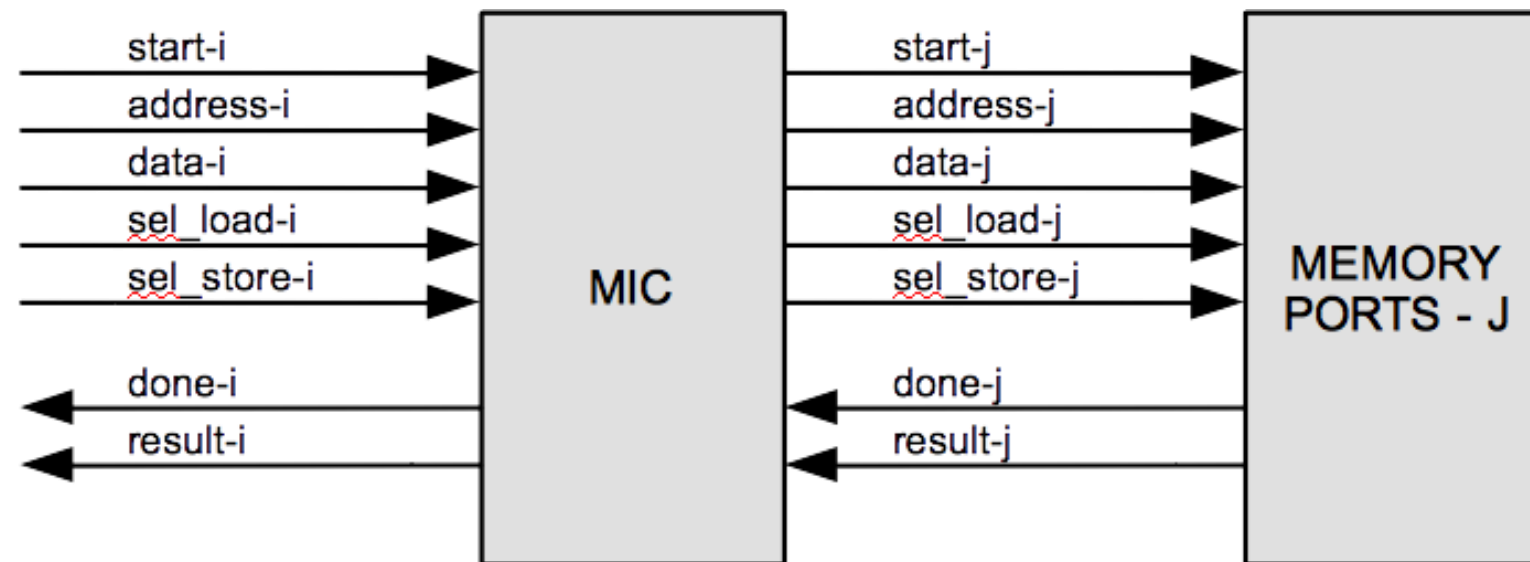 start-i
address-i
data-i
sel_load-i
sel_store-i
done-i
result-i
MIC
start-j
address-j
data-j
sel_load-j
sel_store-j
done-j
result-j
MEMORY
PORTS - J